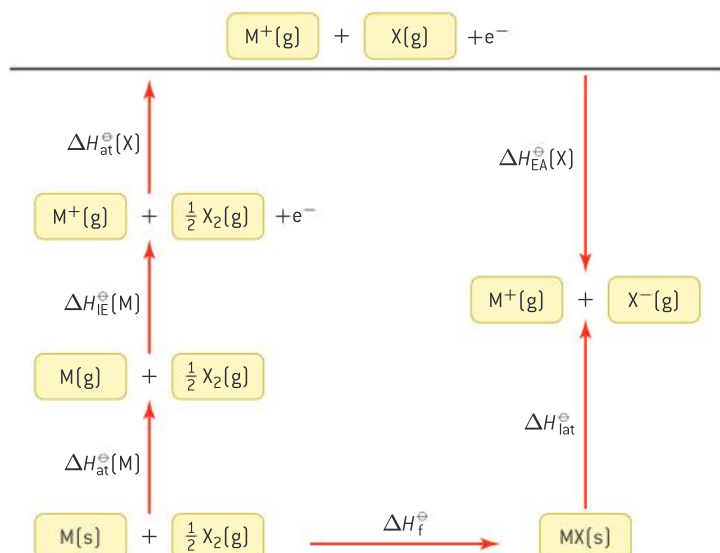 M⁺(g) + X(g) +e⁻
ΔH⦵at(X)
ΔH⦵EA(X)
M⁺(g) + ½ X₂(g) +e⁻
M⁺(g) + X⁻(g)
ΔH⦵IE(M)
M(g) + ½ X₂(g)
ΔH⦵lat
ΔH⦵at(M)
M(s) + ½ X₂(g)
ΔH⦵f
MX(s)